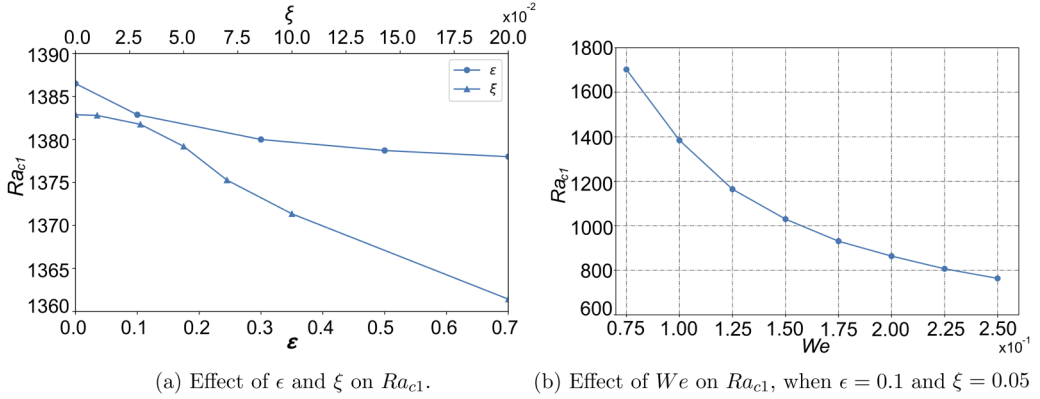 ξ
x10⁻²
0.0 2.5 5.0 7.5 10.0 12.5 15.0 17.5 20.0
1390
1385
1380
1375
1370
1365
1360
Ra_c1
ε
ξ
0.0 0.1 0.2 0.3 0.4 0.5 0.6 0.7
ε
(a) Effect of ϵ and ξ on Ra_c1.
1800
1600
1400
1200
1000
800
600
Ra_c1
0.75 1.00 1.25 1.50 1.75 2.00 2.25 2.50
x10⁻¹
We
(b) Effect of We on Ra_c1, when ϵ = 0.1 and ξ = 0.05